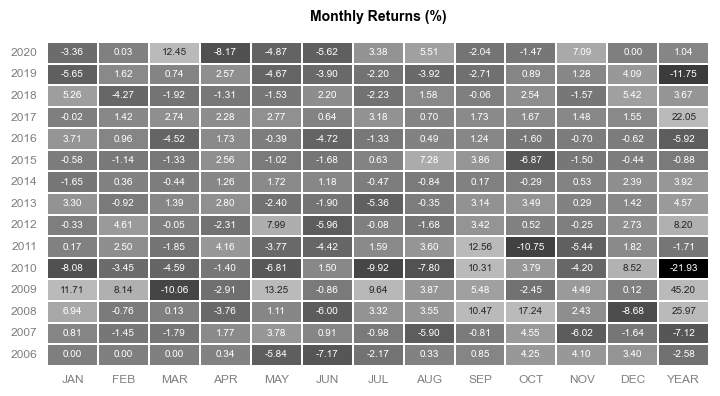 Monthly Returns (%)
2020 -3.36 0.03 12.45 -8.17 -4.87 -5.62 3.38 5.51 -2.04 -1.47 7.09 0.00 1.04
2019 -5.65 1.62 0.74 2.57 -4.67 -3.90 -2.20 -3.92 -2.71 0.89 1.28 4.09 -11.75
2018 5.26 -4.27 -1.92 -1.31 -1.53 2.20 -2.23 1.58 -0.06 2.54 -1.57 5.42 3.67
2017 -0.02 1.42 2.74 2.28 2.77 0.64 3.18 0.70 1.73 1.67 1.48 1.55 22.05
2016 3.71 0.96 -4.52 1.73 -0.39 -4.72 -1.33 0.49 1.24 -1.60 -0.70 -0.62 -5.92
2015 -0.58 -1.14 -1.33 2.56 -1.02 -1.68 0.63 7.28 3.86 -6.87 -1.50 -0.44 -0.88
2014 -1.65 0.36 -0.44 1.26 1.72 1.18 -0.47 -0.84 0.17 -0.29 0.53 2.39 3.92
2013 3.30 -0.92 1.39 2.80 -2.40 -1.90 -5.36 -0.35 3.14 3.49 0.29 1.42 4.57
2012 -0.33 4.61 -0.05 -2.31 7.99 -5.96 -0.08 -1.68 3.42 0.52 -0.25 2.73 8.20
2011 0.17 2.50 -1.85 4.16 -3.77 -4.42 1.59 3.60 12.56 -10.75 -5.44 1.82 -1.71
2010 -8.08 -3.45 -4.59 -1.40 -6.81 1.50 -9.92 -7.80 10.31 3.79 -4.20 8.52 -21.93
2009 11.71 8.14 -10.06 -2.91 13.25 -0.86 9.64 3.87 5.48 -2.45 4.49 0.12 45.20
2008 6.94 -0.76 0.13 -3.76 1.11 -6.00 3.32 3.55 10.47 17.24 2.43 -8.68 25.97
2007 0.81 -1.45 -1.79 1.77 3.78 0.91 -0.98 -5.90 -0.81 4.55 -6.02 -1.64 -7.12
2006 0.00 0.00 0.00 0.34 -5.84 -7.17 -2.17 0.33 0.85 4.25 4.10 3.40 -2.58
JAN FEB MAR APR MAY JUN JUL AUG SEP OCT NOV DEC YEAR